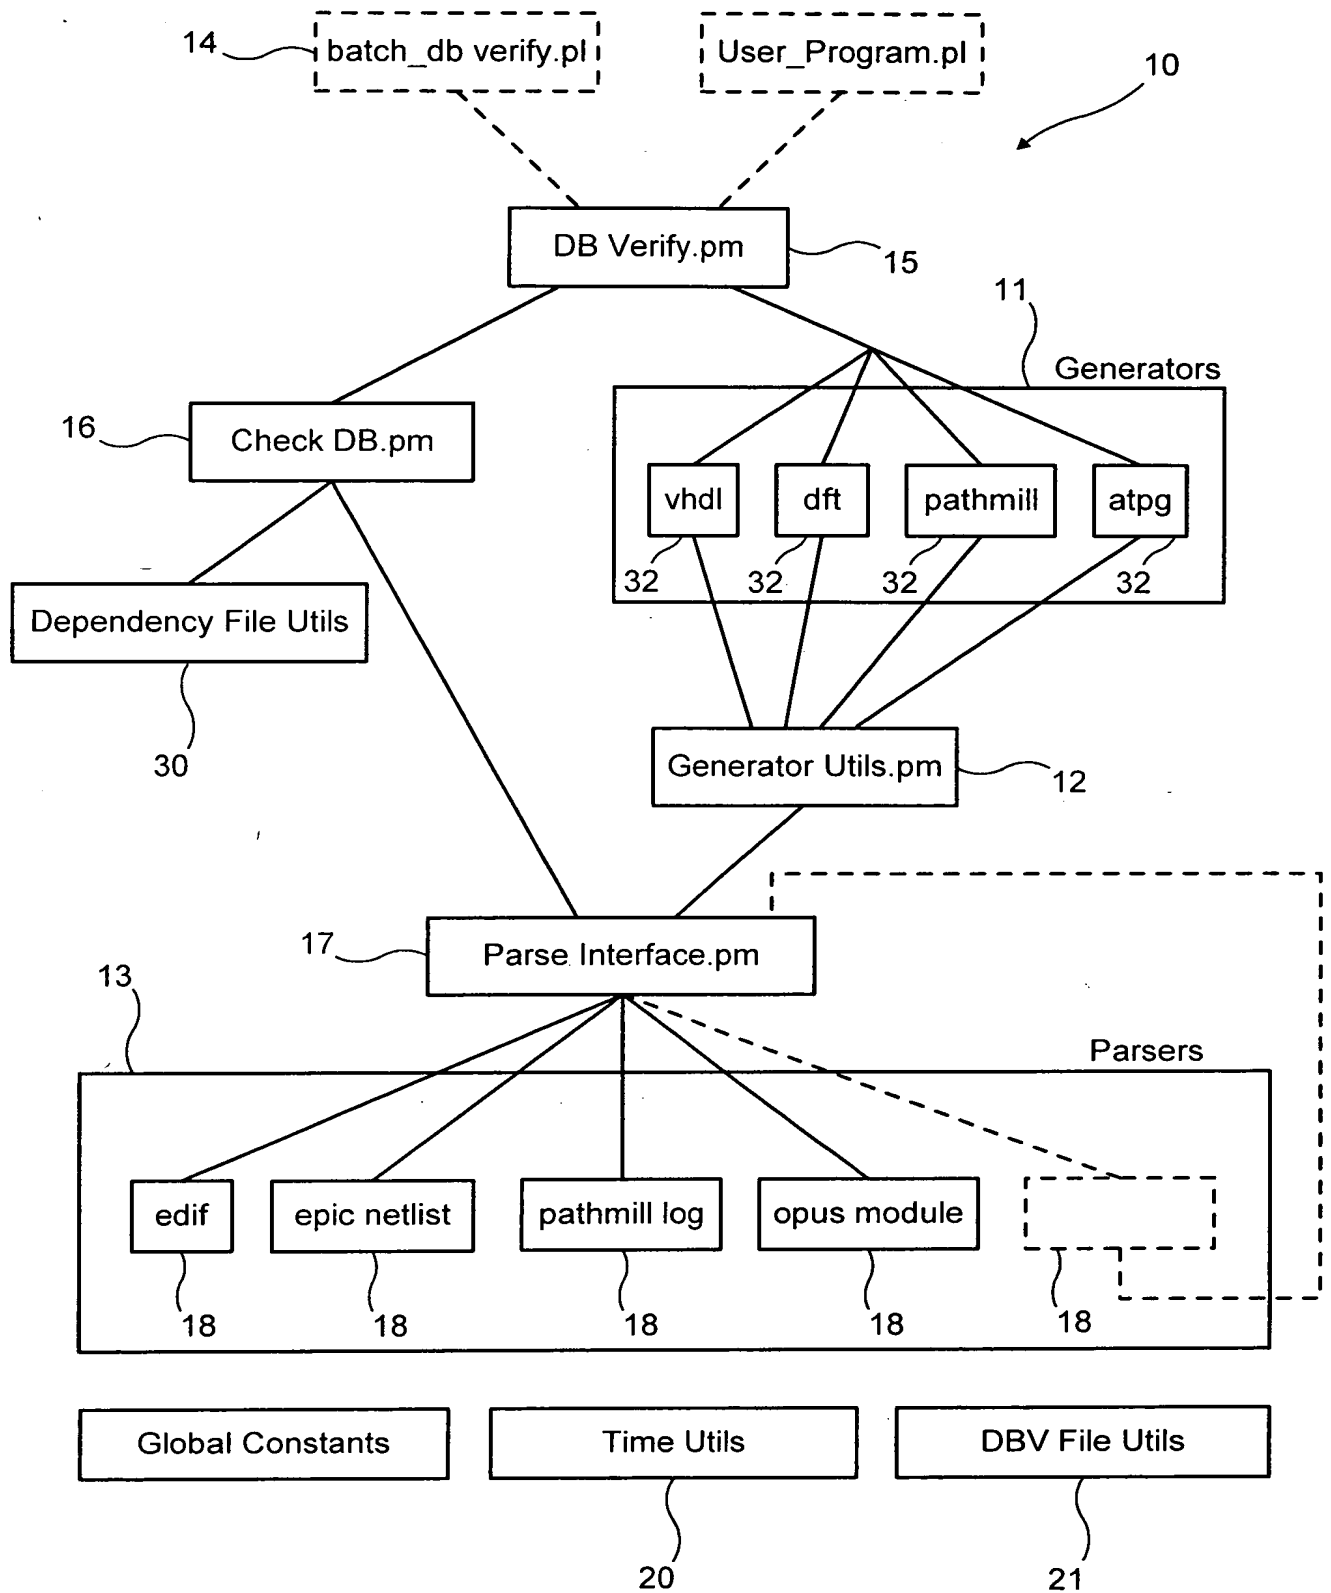 14
batch_db verify.pl
User_Program.pl
10
DB Verify.pm
15
11
Generators
16
Check DB.pm
vhdl
dft
pathmill
atpg
32
32
32
32
Dependency File Utils
30
Generator Utils.pm
12
17
Parse Interface.pm
13
Parsers
edif
epic netlist
pathmill log
opus module
18
18
18
18
18
Global Constants
Time Utils
DBV File Utils
20
21